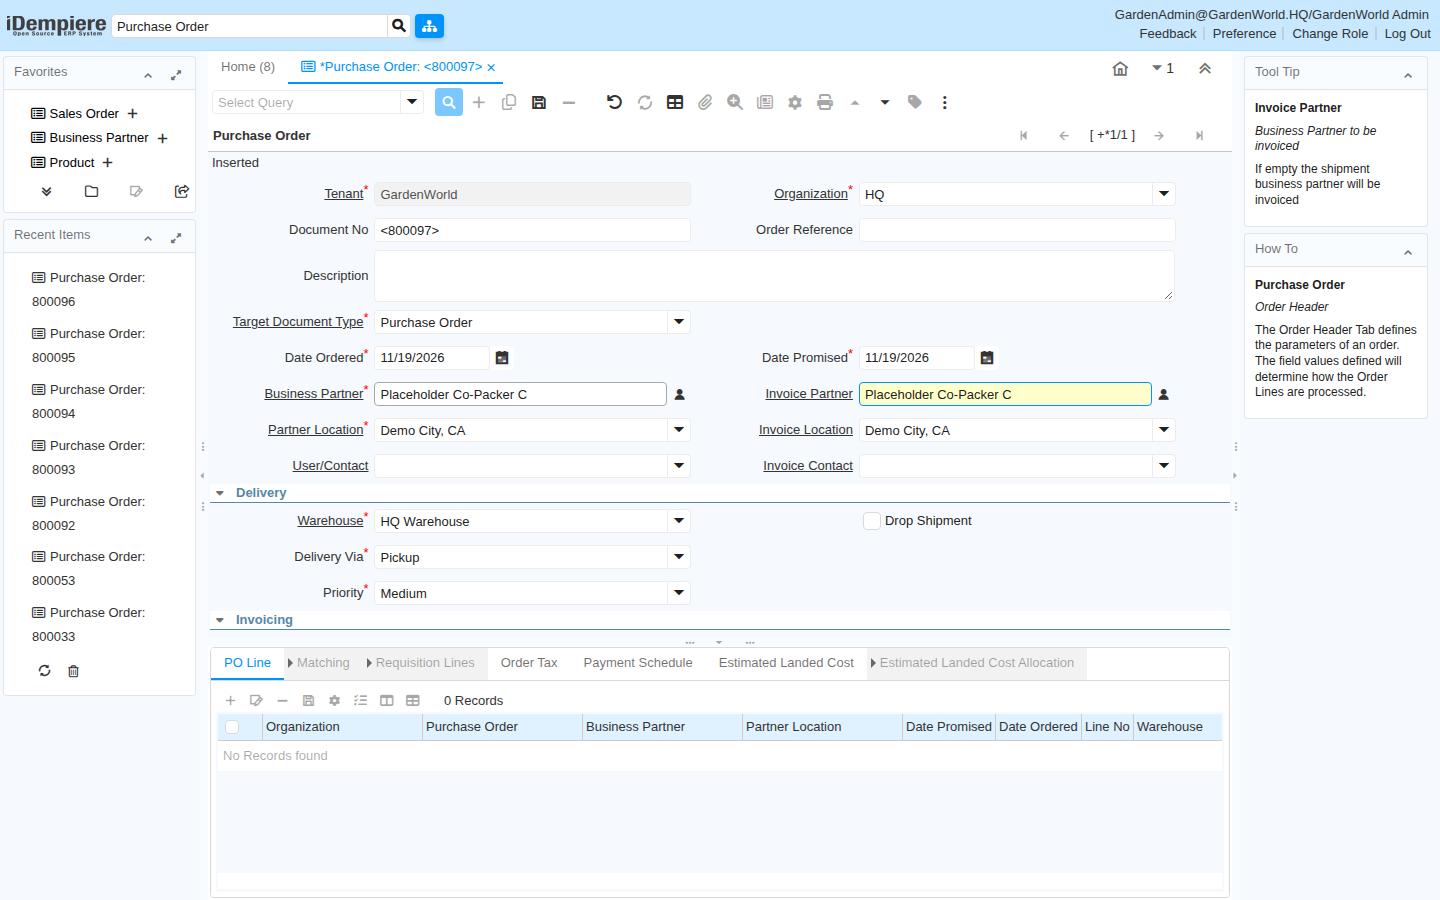 iDempiere
Open Source ERP System
Purchase Order
GardenAdmin@GardenWorld.HQ/GardenWorld Admin
Feedback
Preference
Change Role
Log Out
Favorites
Sales Order
Business Partner
Product
Recent Items
Purchase Order:
800096
Purchase Order:
800095
Purchase Order:
800094
Purchase Order:
800093
Purchase Order:
800092
Purchase Order:
800053
Purchase Order:
800033
Home (8)
*Purchase Order: <800097>
1
Select Query
Purchase Order
[ +*1/1 ]
Inserted
Tenant* GardenWorld
Organization* HQ
Document No <800097>
Order Reference
Description
Target Document Type* Purchase Order
Date Ordered* 11/19/2026
Date Promised* 11/19/2026
Business Partner* Placeholder Co-Packer C
Invoice Partner Placeholder Co-Packer C
Partner Location* Demo City, CA
Invoice Location Demo City, CA
User/Contact
Invoice Contact
Delivery
Warehouse* HQ Warehouse
Drop Shipment
Delivery Via* Pickup
Priority* Medium
Invoicing
PO Line
Matching
Requisition Lines
Order Tax
Payment Schedule
Estimated Landed Cost
Estimated Landed Cost Allocation
0 Records
Organization
Purchase Order
Business Partner
Partner Location
Date Promised
Date Ordered
Line No
Warehouse
No Records found
Tool Tip
Invoice Partner
Business Partner to be
invoiced
If empty the shipment
business partner will be
invoiced
How To
Purchase Order
Order Header
The Order Header Tab defines
the parameters of an order.
The field values defined will
determine how the Order
Lines are processed.